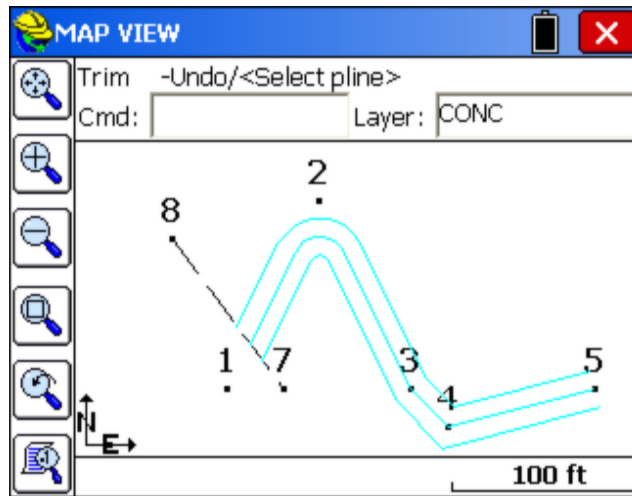 MAP VIEW
Trim -Undo/<Select pline>
Cmd: Layer: CONC
2
8
1 7 3 5
4
N
E
100 ft